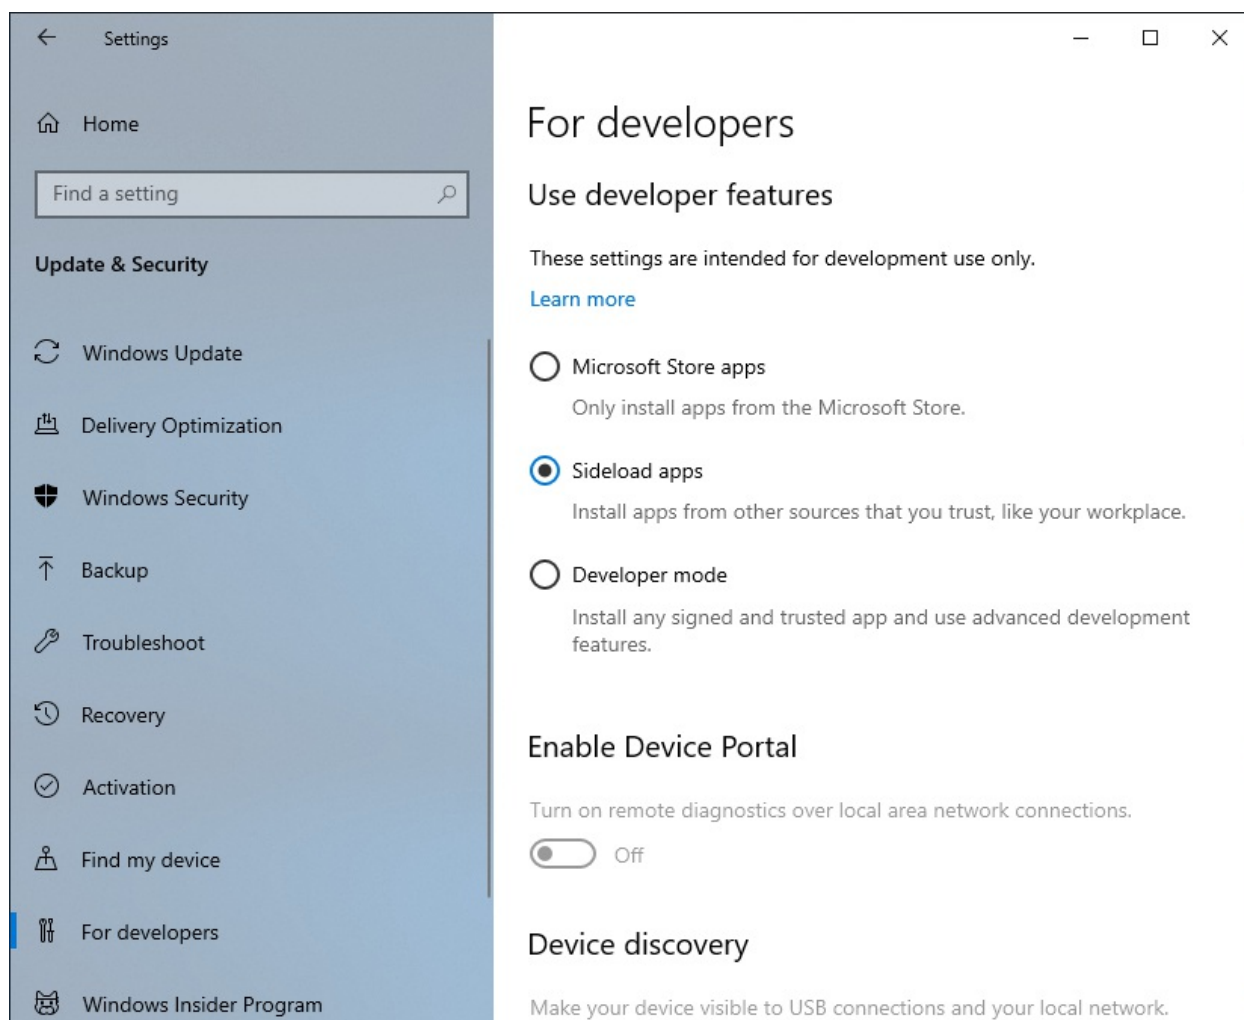 Settings
Home
Find a setting
Update & Security
Windows Update
Delivery Optimization
Windows Security
Backup
Troubleshoot
Recovery
Activation
Find my device
For developers
Windows Insider Program
For developers
Use developer features
These settings are intended for development use only.
Learn more
Microsoft Store apps
Only install apps from the Microsoft Store.
Sideload apps
Install apps from other sources that you trust, like your workplace.
Developer mode
Install any signed and trusted app and use advanced development
features.
Enable Device Portal
Turn on remote diagnostics over local area network connections.
Off
Device discovery
Make your device visible to USB connections and your local network.